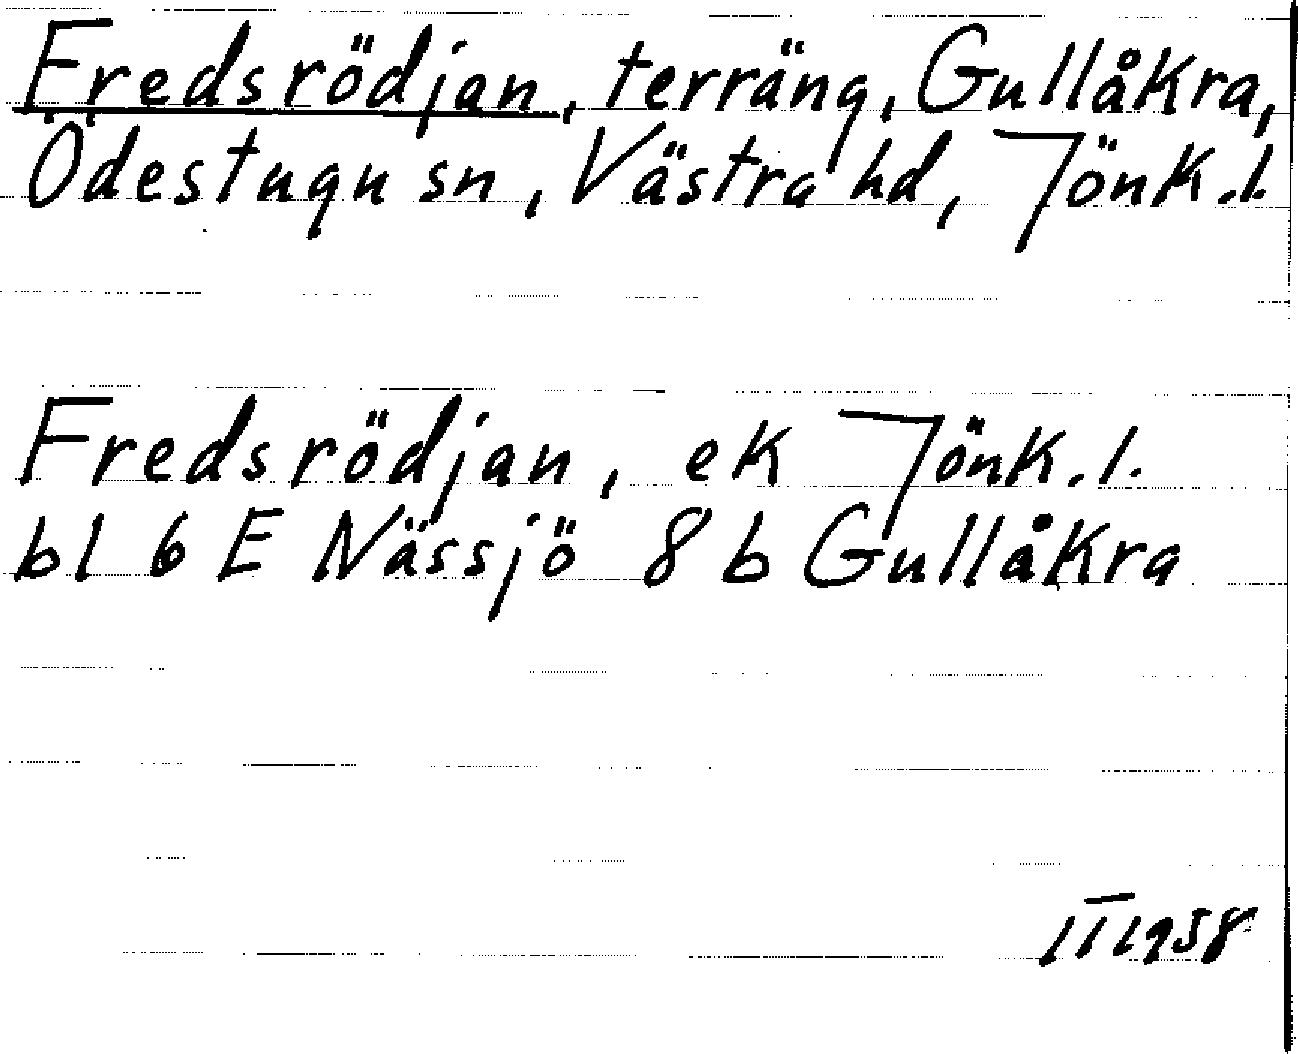 Fredsrödjan, terräng, Gullåkra,
Ödestugu sn, Västra hd, Jönk.l.
Fredsrödjan, ek Jönk.l.
bl 6 E Nässjö 8 b Gullåkra